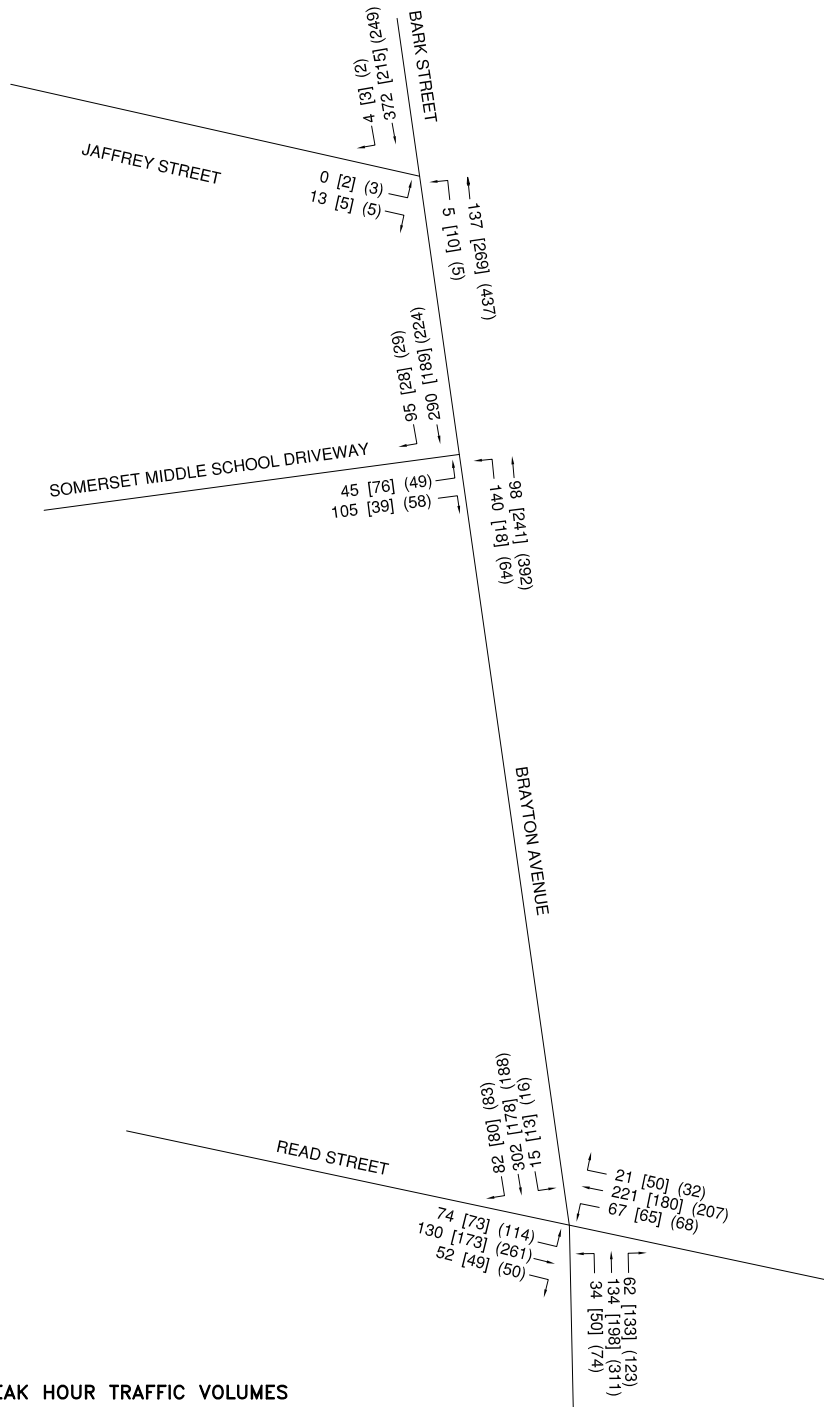 BARK STREET
372 [215] (249)
4 [3] (2)
JAFFREY STREET
0 [2] (3)
13 [5] (5)
137 [269] (437)
5 [10] (5)
290 [189] (224)
95 [28] (29)
SOMERSET MIDDLE SCHOOL DRIVEWAY
45 [76] (49)
105 [39] (58)
98 [241] (392)
140 [18] (64)
BRAYTON AVENUE
15 [13] (16)
302 [178] (188)
82 [80] (83)
READ STREET
21 [50] (32)
221 [180] (207)
67 [65] (68)
74 [73] (114)
130 [173] (261)
52 [49] (50)
62 [133] (123)
134 [198] (311)
34 [50] (74)
EAK HOUR TRAFFIC VOLUMES